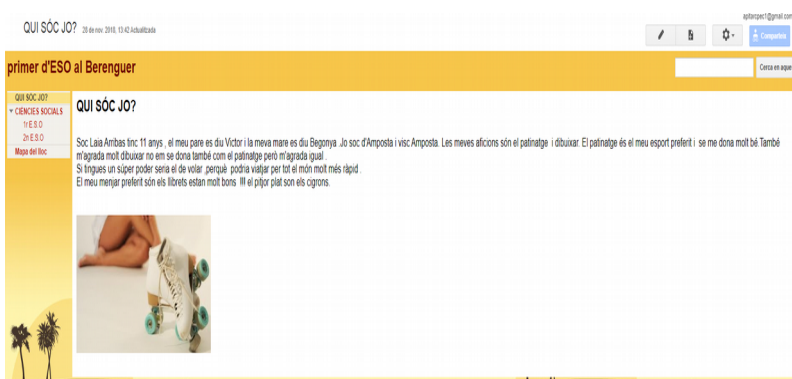 QUI SÓC JO? 28 de nov. 2018, 13:42 Actualitzada
apitarcpec1@gmail.com
Comparteix
primer d'ESO al Berenguer
Cerca en aque
QUI SÓC JO?
CIÈNCIES SOCIALS
1r E.S.O
2n E.S.O
Mapa del lloc
QUI SÓC JO?
Soc Laia Arribas tinc 11 anys , el meu pare es diu Victor i la meva mare es diu Begonya .Jo soc d'Amposta i visc Amposta. Les meves aficions són el patinatge i dibuixar. El patinatge és el meu esport preferit i se me dona molt bé.També
m'agrada molt dibuixar no em se dona també com el patinatge però m'agrada igual .
Si tingues un súper poder seria el de volar ,perquè podria viatjar per tot el món molt més ràpid .
El meu menjar preferit són els llibrets estan molt bons !!! el pitjor plat son els cigrons.